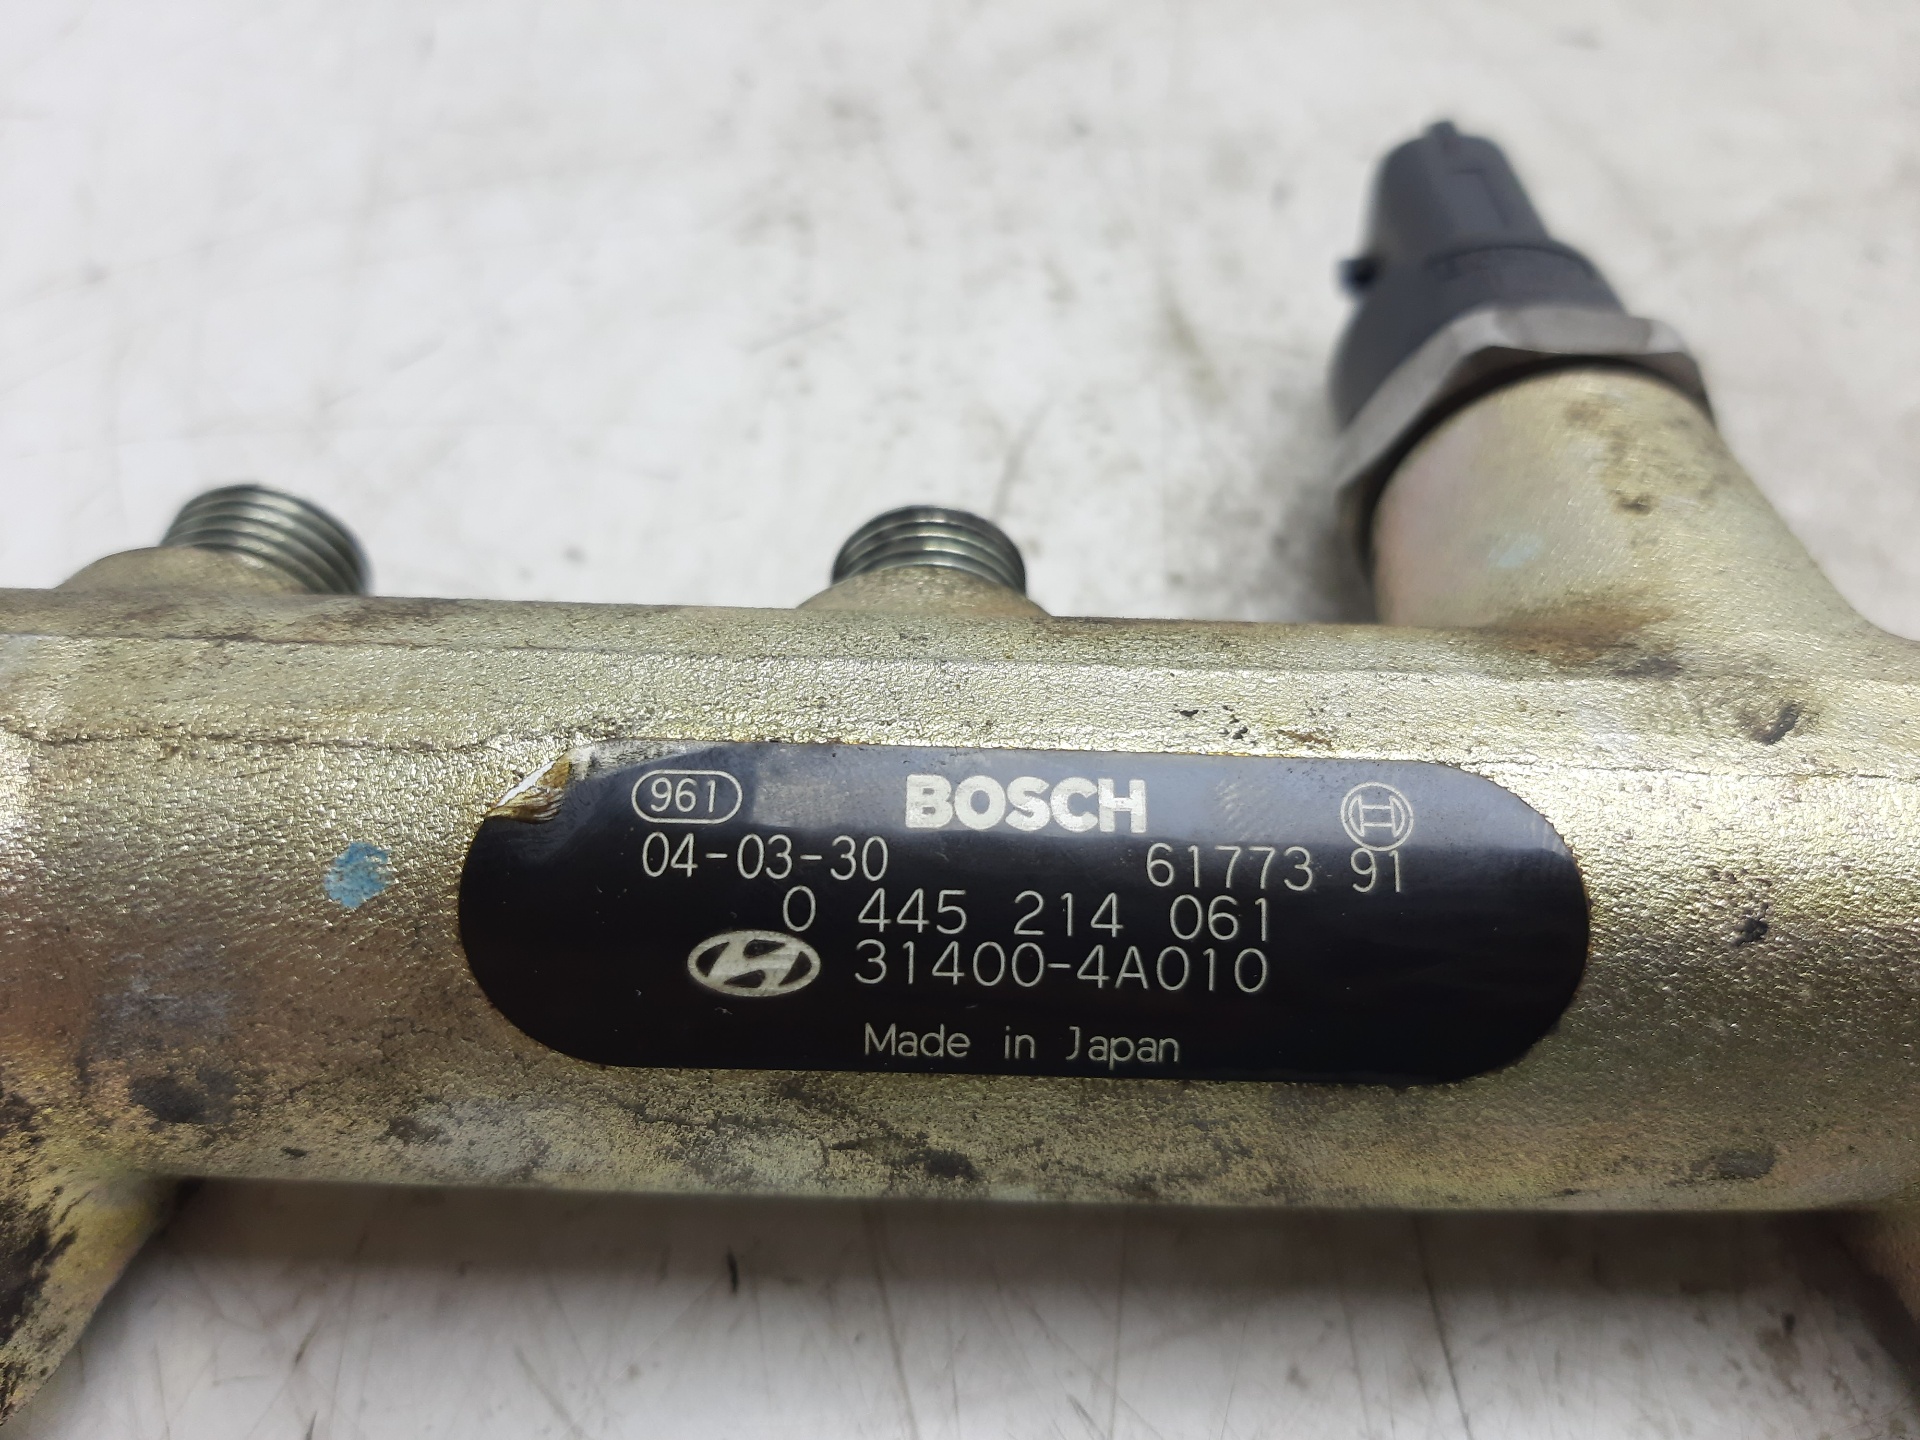 961 BOSCH
04-03-30 61773 91
0 445 214 061
31400-4A010
Made in Japan